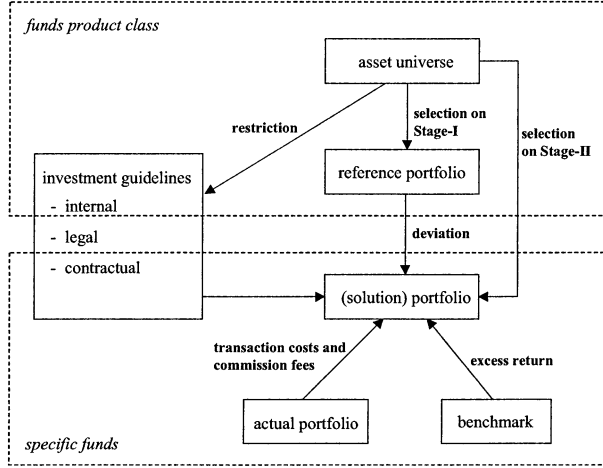 funds product class
asset universe
restriction
selection on
Stage-I
selection
on Stage-II
investment guidelines
- internal
- legal
- contractual
reference portfolio
deviation
(solution) portfolio
transaction costs and
commission fees
excess return
actual portfolio
benchmark
specific funds